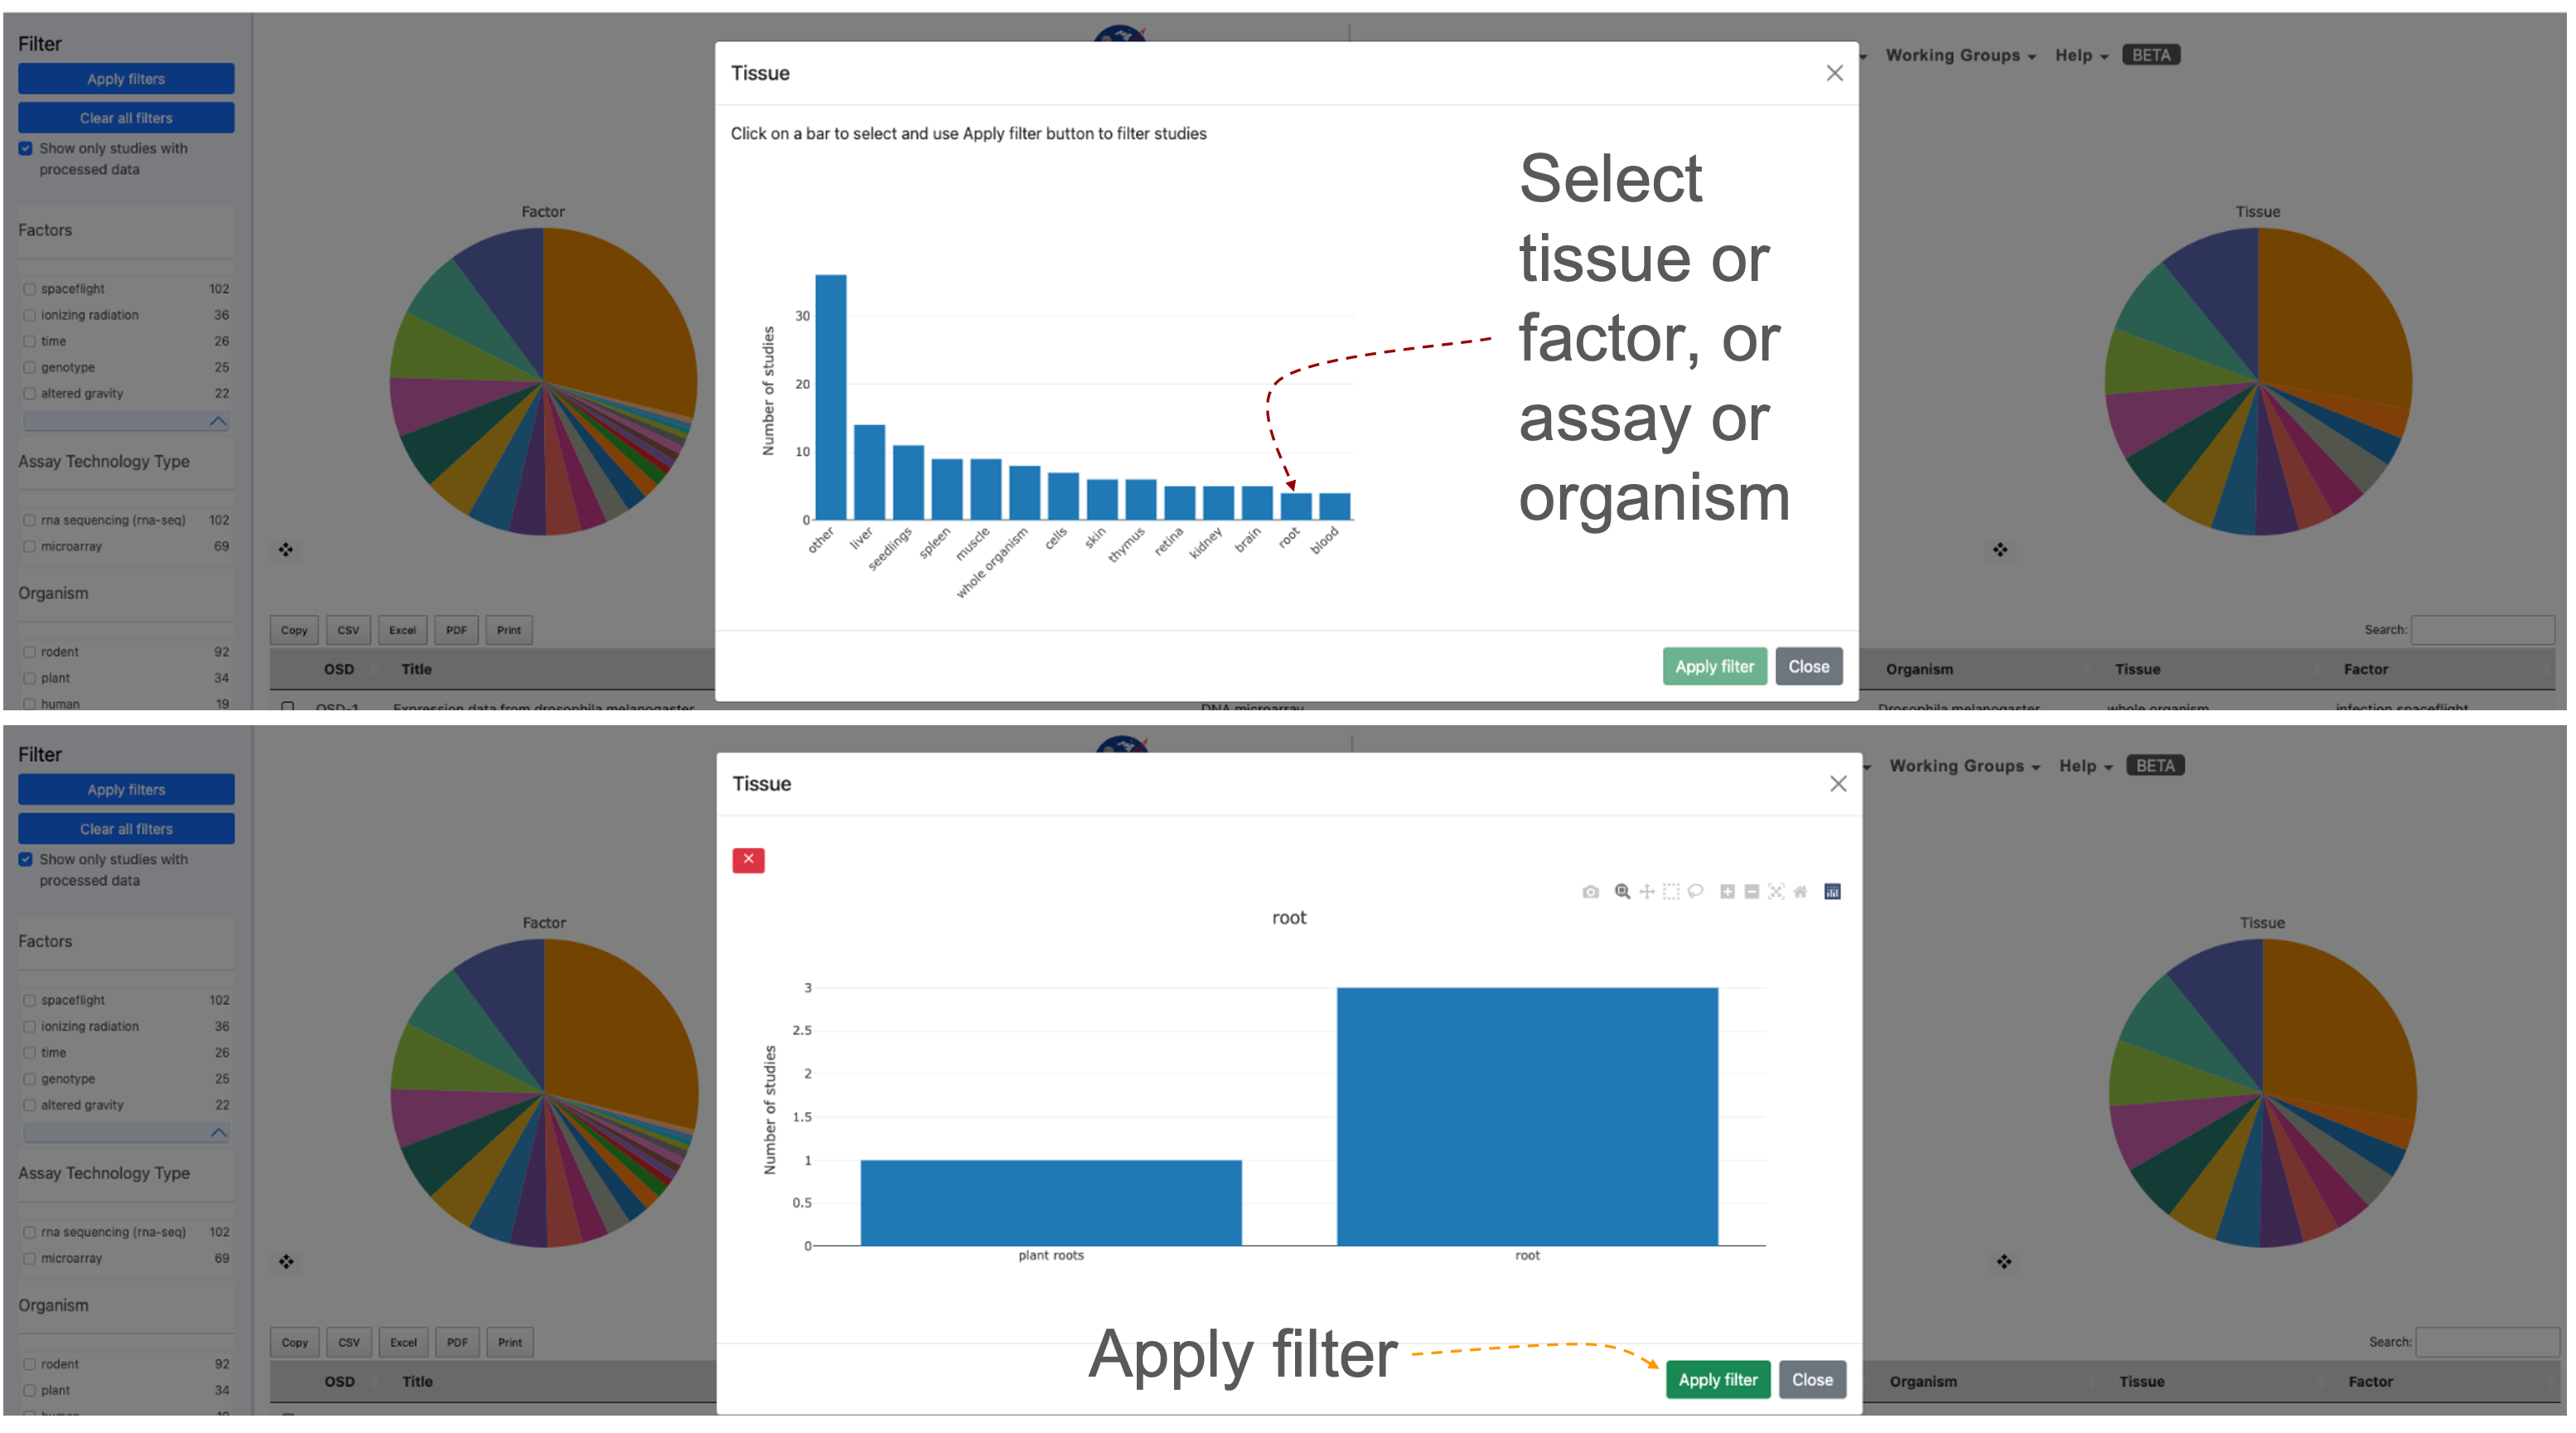 Filter
Apply filters
Clear all filters
Show only studies with
processed data
Factors
spaceflight 102
ionizing radiation 36
time 26
genotype 25
altered gravity 22
Assay Technology Type
rna sequencing (rna-seq) 102
microarray 69
Organism
rodent 92
plant 34
human 19
Working Groups Help BETA
Factor
Tissue
Copy CSV Excel PDF Print
Search:
OSD Title Organism Tissue Factor
OSD-1 Expression data from drosophila melanogaster DNA microarray Drosophila melanogaster whole organism infection spaceflight
Tissue
Click on a bar to select and use Apply filter button to filter studies
Number of studies
30
20
10
0
other liver seedlings spleen muscle whole organism cells skin thymus retina kidney brain root blood
Select
tissue or
factor, or
assay or
organism
Apply filter Close
Filter
Apply filters
Clear all filters
Show only studies with
processed data
Factors
spaceflight 102
ionizing radiation 36
time 26
genotype 25
altered gravity 22
Assay Technology Type
rna sequencing (rna-seq) 102
microarray 69
Organism
rodent 92
plant 34
Working Groups Help BETA
Factor
Tissue
Copy CSV Excel PDF Print
Search:
OSD Title Organism Tissue Factor
Tissue
root
Number of studies
3
2.5
2
1.5
1
0.5
0
plant roots root
Apply filter
Apply filter Close